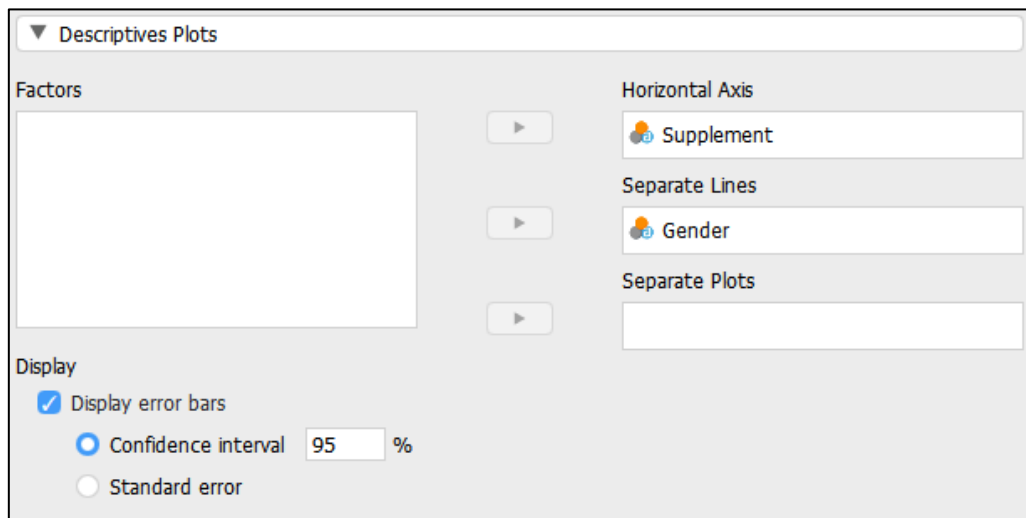 Descriptives Plots
Factors
Horizontal Axis
Supplement
Separate Lines
Gender
Separate Plots
Display
Display error bars
Confidence interval 95 %
Standard error